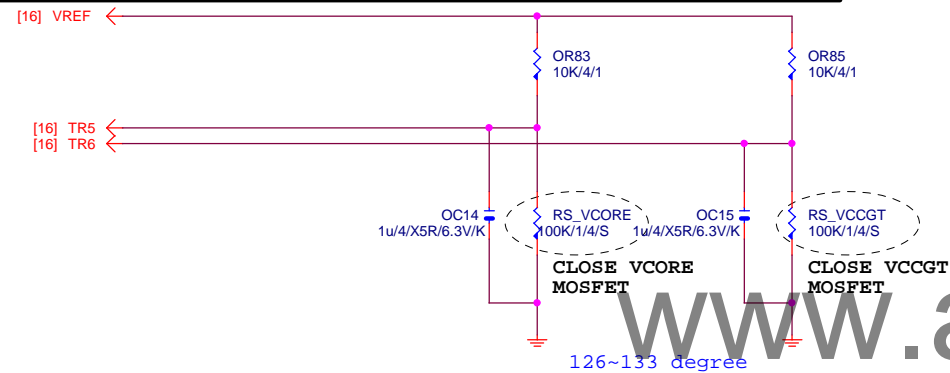 [16] VREF
OR83
10K/4/1
OR85
10K/4/1
[16] TR5
[16] TR6
OC14
1u/4/X5R/6.3V/K
RS_VCORE
100K/1/4/S
OC15
1u/4/X5R/6.3V/K
RS_VCCGT
100K/1/4/S
CLOSE VCORE
MOSFET
CLOSE VCCGT
MOSFET
www.a
126~133 degree